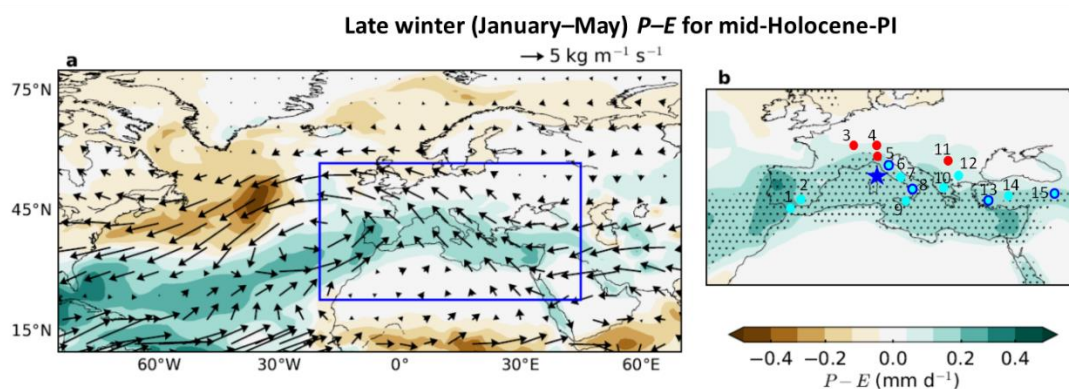 Late winter (January–May) P–E for mid-Holocene-PI
5 kg m⁻¹ s⁻¹
a
75°N
45°N
15°N
60°W
30°W
0°
30°E
60°E
b
3
4
5
6
7
8
9
10
11
12
13
14
15
1
2
−0.4
−0.2
0.0
0.2
0.4
P − E (mm d⁻¹)